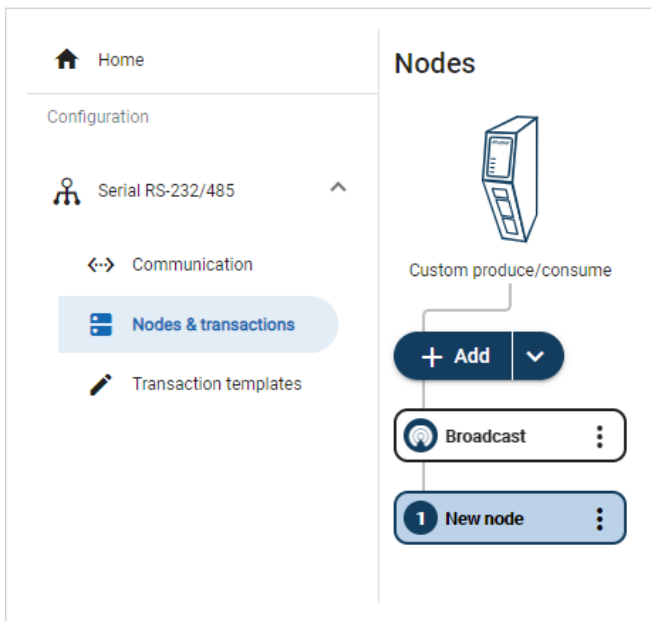 Home
Configuration
Serial RS-232/485
Communication
Nodes & transactions
Transaction templates
Nodes
Custom produce/consume
+ Add
Broadcast
1 New node